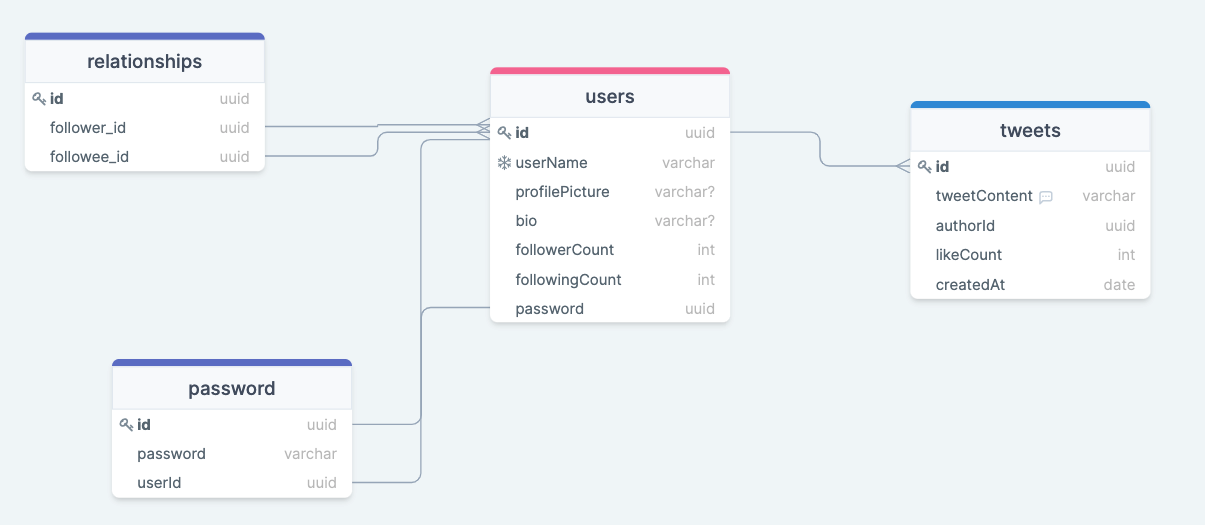 relationships
id uuid
follower_id uuid
followee_id uuid
users
id uuid
userName varchar
profilePicture varchar?
bio varchar?
followerCount int
followingCount int
password uuid
tweets
id uuid
tweetContent varchar
authorId uuid
likeCount int
createdAt date
password
id uuid
password varchar
userId uuid